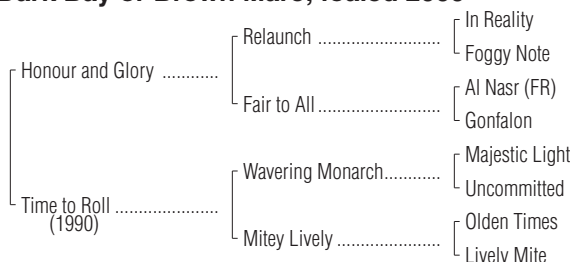 Dark Bay or Brown Mare; foaled
In Reality
Relaunch ............................
Foggy Note
Honour and Glory .............
Al Nasr (FR)
Fair to All ............................
Gonfalon
Majestic Light
Wavering Monarch.............
Uncommitted
Time to Roll ........................
(1990)
Olden Times
Mitey Lively ........................
Lively Mite